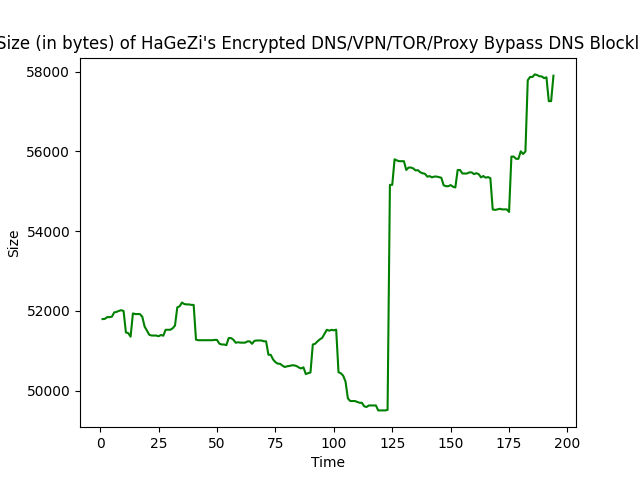 Size (in bytes) of HaGeZi's Encrypted DNS/VPN/TOR/Proxy Bypass DNS Blockl
58000
56000
54000
52000
50000
Size
0 25 50 75 100 125 150 175 200
Time